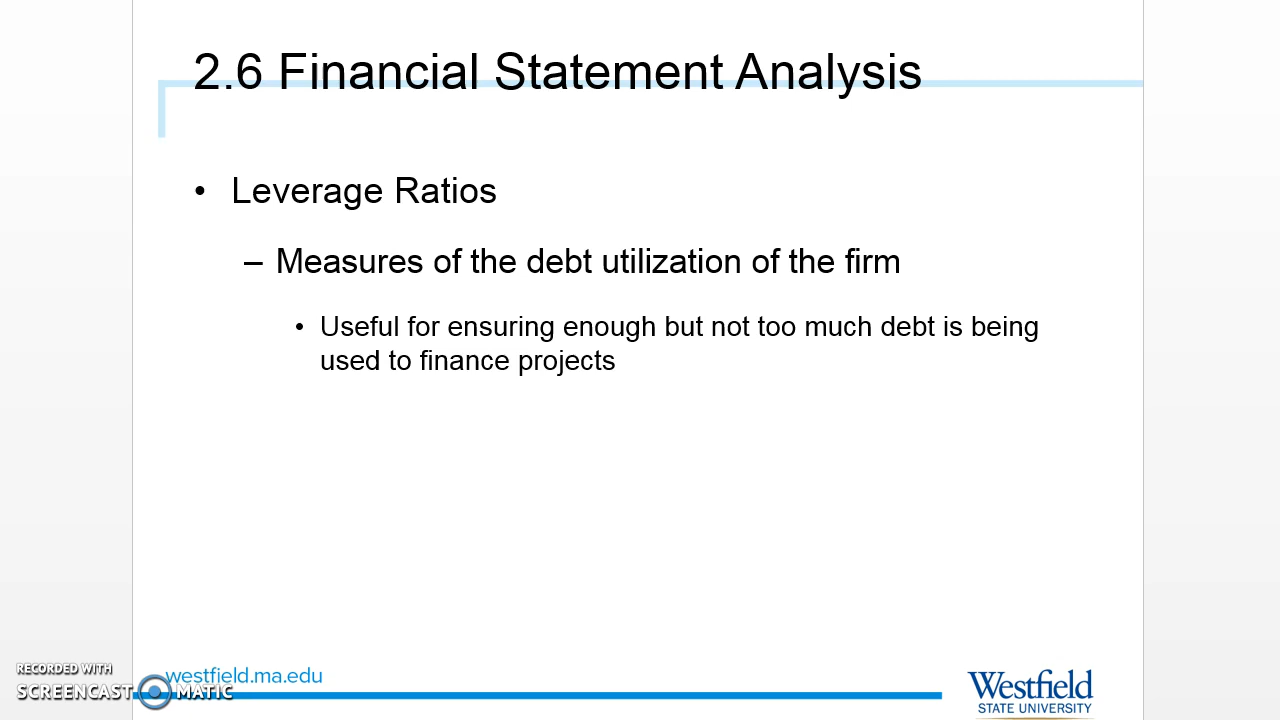 2.6 Financial Statement Analysis
• Leverage Ratios
– Measures of the debt utilization of the firm
• Useful for ensuring enough but not too much debt is being
used to finance projects
RECORDED WITH
SCREENCAST MATIC
westfield.ma.edu
Westfield
STATE UNIVERSITY